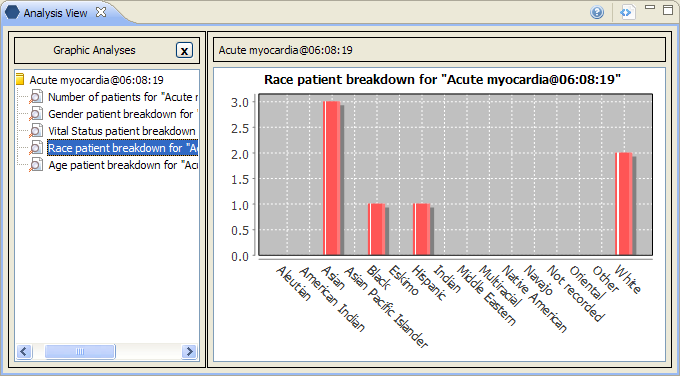 Analysis View
Graphic Analyses
x
Acute myocardia@06:08:19
Number of patients for "Acute
Gender patient breakdown for
Vital Status patient breakdown
Race patient breakdown for "A
Age patient breakdown for "Acu
Acute myocardia@06:08:19
Race patient breakdown for "Acute myocardia@06:08:19"
3.0
2.5
2.0
1.5
1.0
0.5
0.0
Aleutian
American Indian
Asian
Asian Pacific Islander
Black
Eskimo
Hispanic
Indian
Middle Eastern
Multiracial
Native American
Navajo
Not recorded
Oriental
Other
White